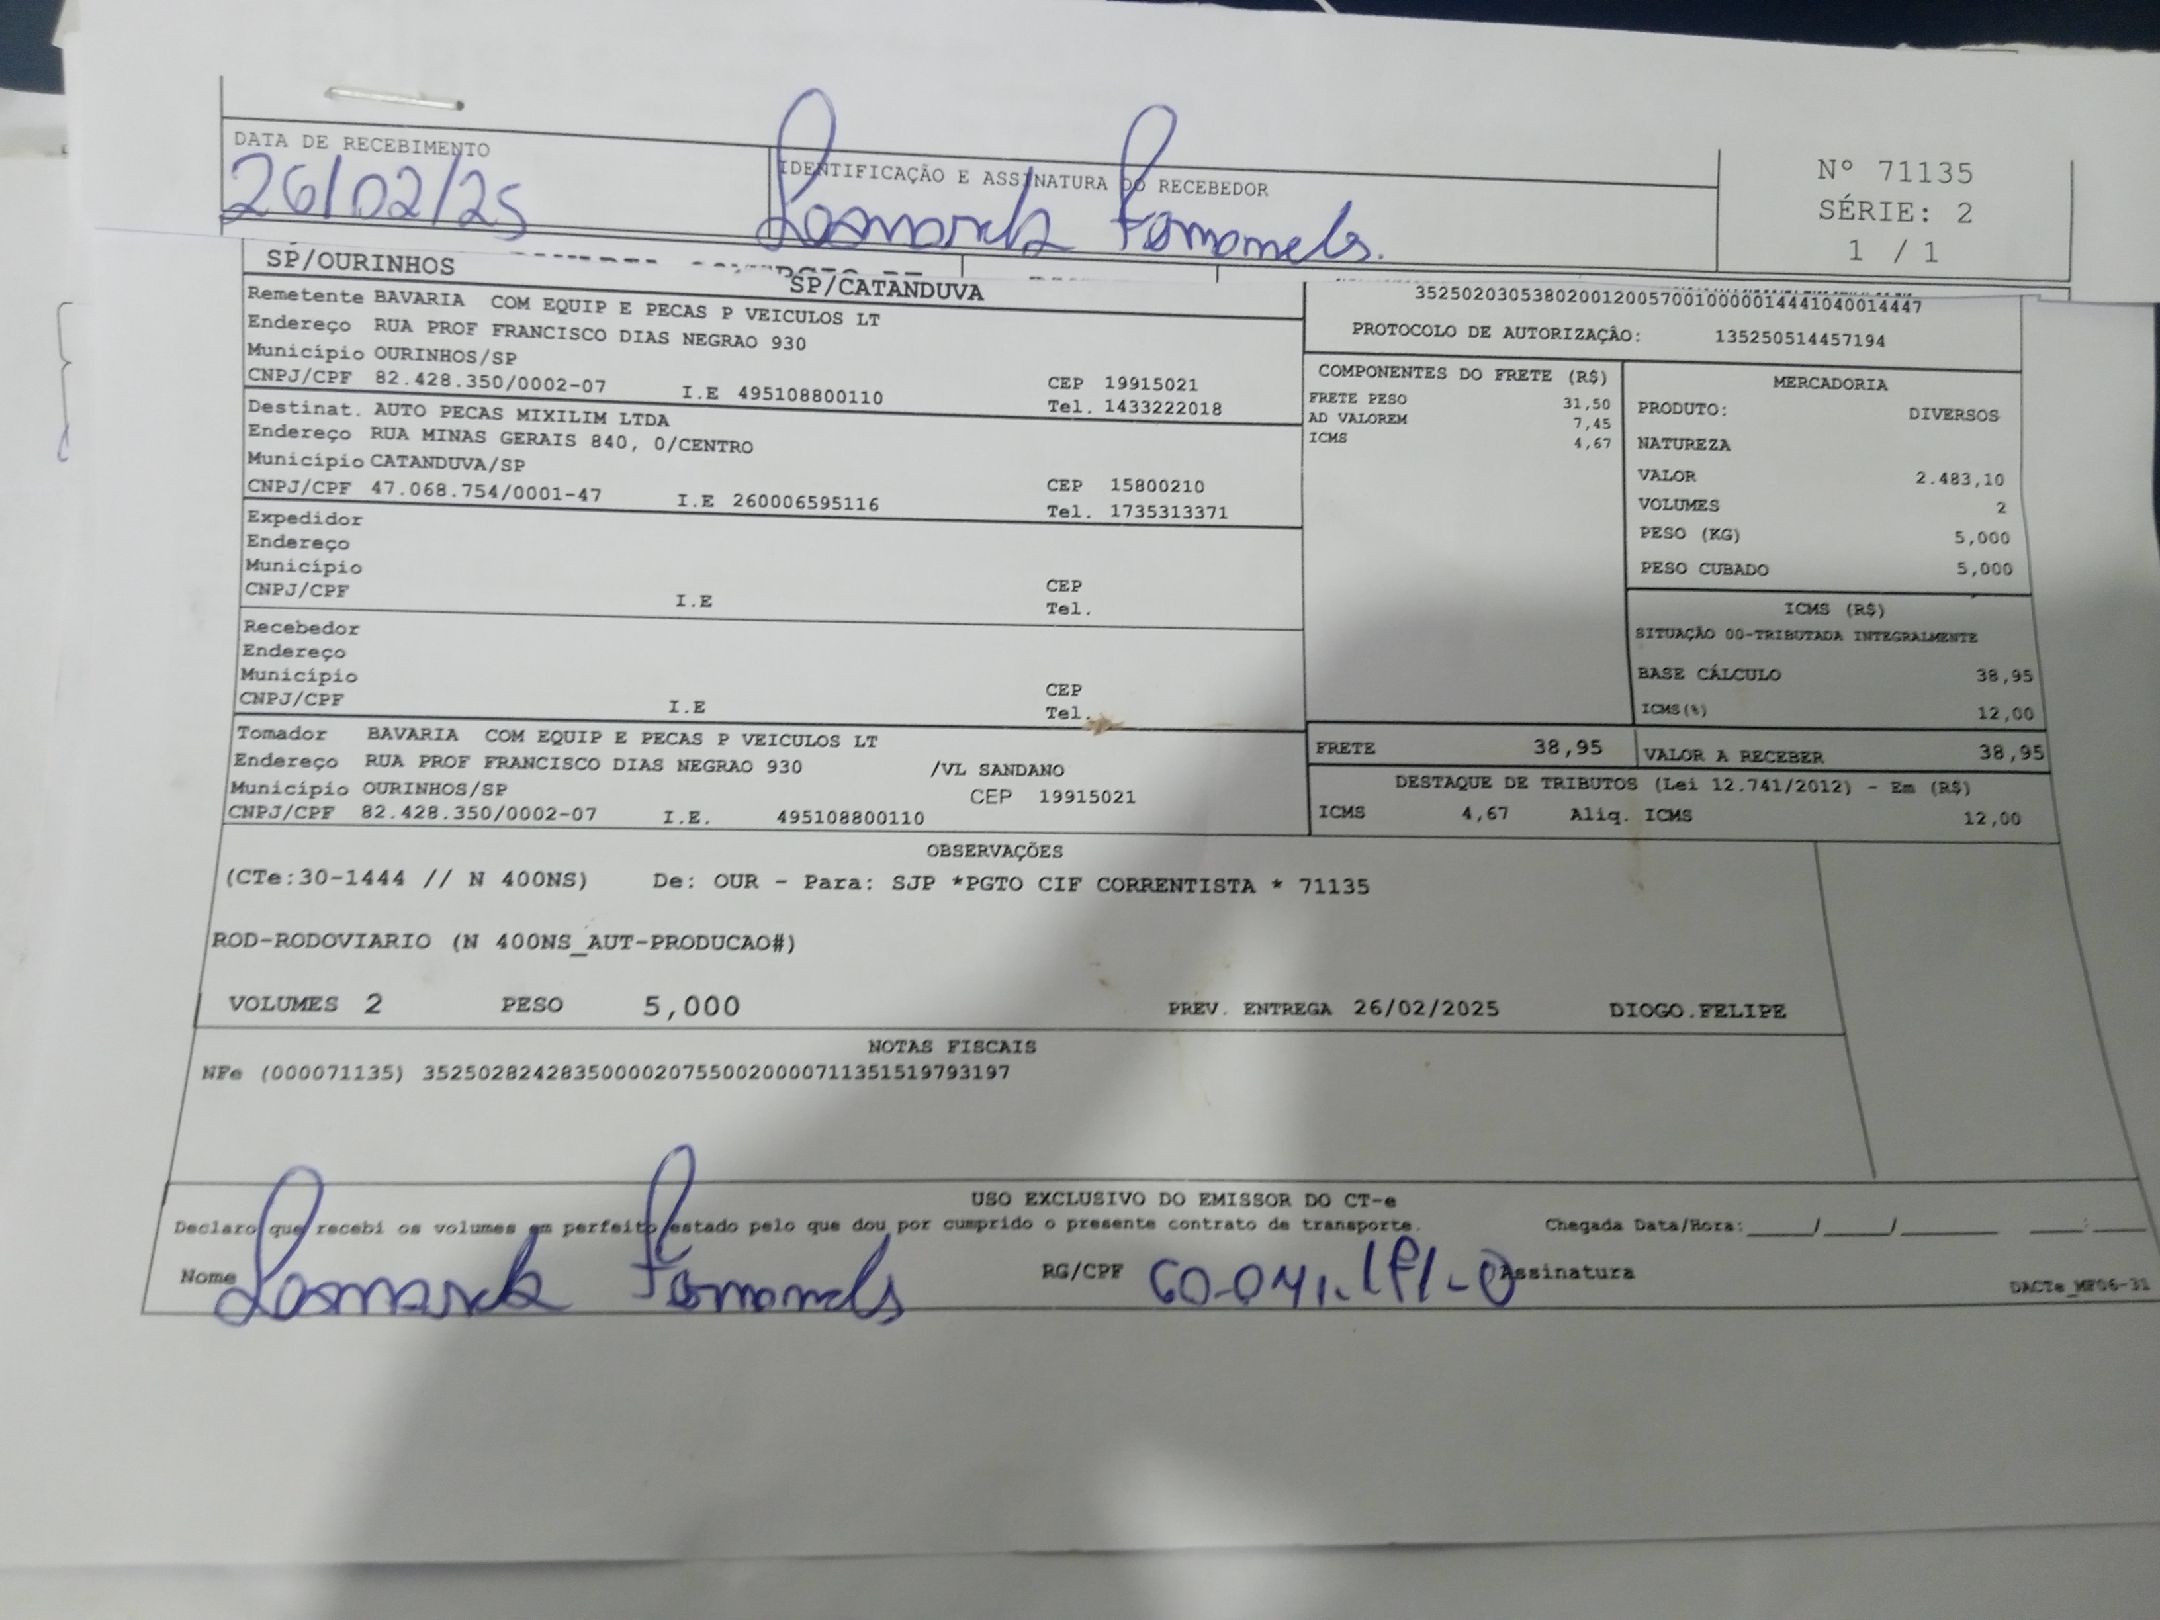 DATA DE RECEBIMENTO
26/02/25
IDENTIFICAÇÃO E ASSINATURA DO RECEBEDOR
Nº 71135
SÉRIE: 2
1 / 1
SP/OURINHOS
SP/CATANDUVA
Remetente BAVARIA COM EQUIP E PECAS P VEICULOS LT
Endereço RUA PROF FRANCISCO DIAS NEGRAO 930
Município OURINHOS/SP
CNPJ/CPF 82.428.350/0002-07 I.E 495108800110
CEP 19915021
Tel. 1433222018
Destinat. AUTO PECAS MIXILIM LTDA
Endereço RUA MINAS GERAIS 840, 0/CENTRO
Município CATANDUVA/SP
CNPJ/CPF 47.068.754/0001-47 I.E 260006595116
CEP 15800210
Tel. 1735313371
Expedidor
Endereço
Município
CNPJ/CPF I.E
CEP
Tel.
Recebedor
Endereço
Município
CNPJ/CPF I.E
CEP
Tel.
Tomador BAVARIA COM EQUIP E PECAS P VEICULOS LT
Endereço RUA PROF FRANCISCO DIAS NEGRAO 930 /VL SANDANO
Município OURINHOS/SP CEP 19915021
CNPJ/CPF 82.428.350/0002-07 I.E. 495108800110
35250203053802001200570010000014441040014447
PROTOCOLO DE AUTORIZAÇÃO: 135250514457194
COMPONENTES DO FRETE (R$)
FRETE PESO 31,50
AD VALOREM 7,45
ICMS 4,67
MERCADORIA
PRODUTO: DIVERSOS
NATUREZA
VALOR 2.483,10
VOLUMES 2
PESO (KG) 5,000
PESO CUBADO 5,000
ICMS (R$)
SITUAÇÃO 00-TRIBUTADA INTEGRALMENTE
BASE CÁLCULO 38,95
ICMS(%) 12,00
FRETE 38,95
VALOR A RECEBER 38,95
DESTAQUE DE TRIBUTOS (Lei 12.741/2012) - Em (R$)
ICMS 4,67 Aliq. ICMS 12,00
OBSERVAÇÕES
(CTe:30-1444 // N 400NS) De: OUR - Para: SJP *PGTO CIF CORRENTISTA * 71135
ROD-RODOVIARIO (N 400NS_AUT-PRODUCAO#)
VOLUMES 2 PESO 5,000 PREV. ENTREGA 26/02/2025 DIOGO.FELIPE
NOTAS FISCAIS
NFe (000071135) 35250282428350000207550020000711351519793197
USO EXCLUSIVO DO EMISSOR DO CT-e
Declaro que recebi os volumes em perfeito estado pelo que dou por cumprido o presente contrato de transporte. Chegada Data/Hora:____/____/______ ___:____
Nome RG/CPF Assinatura
DACTe_MF06-31